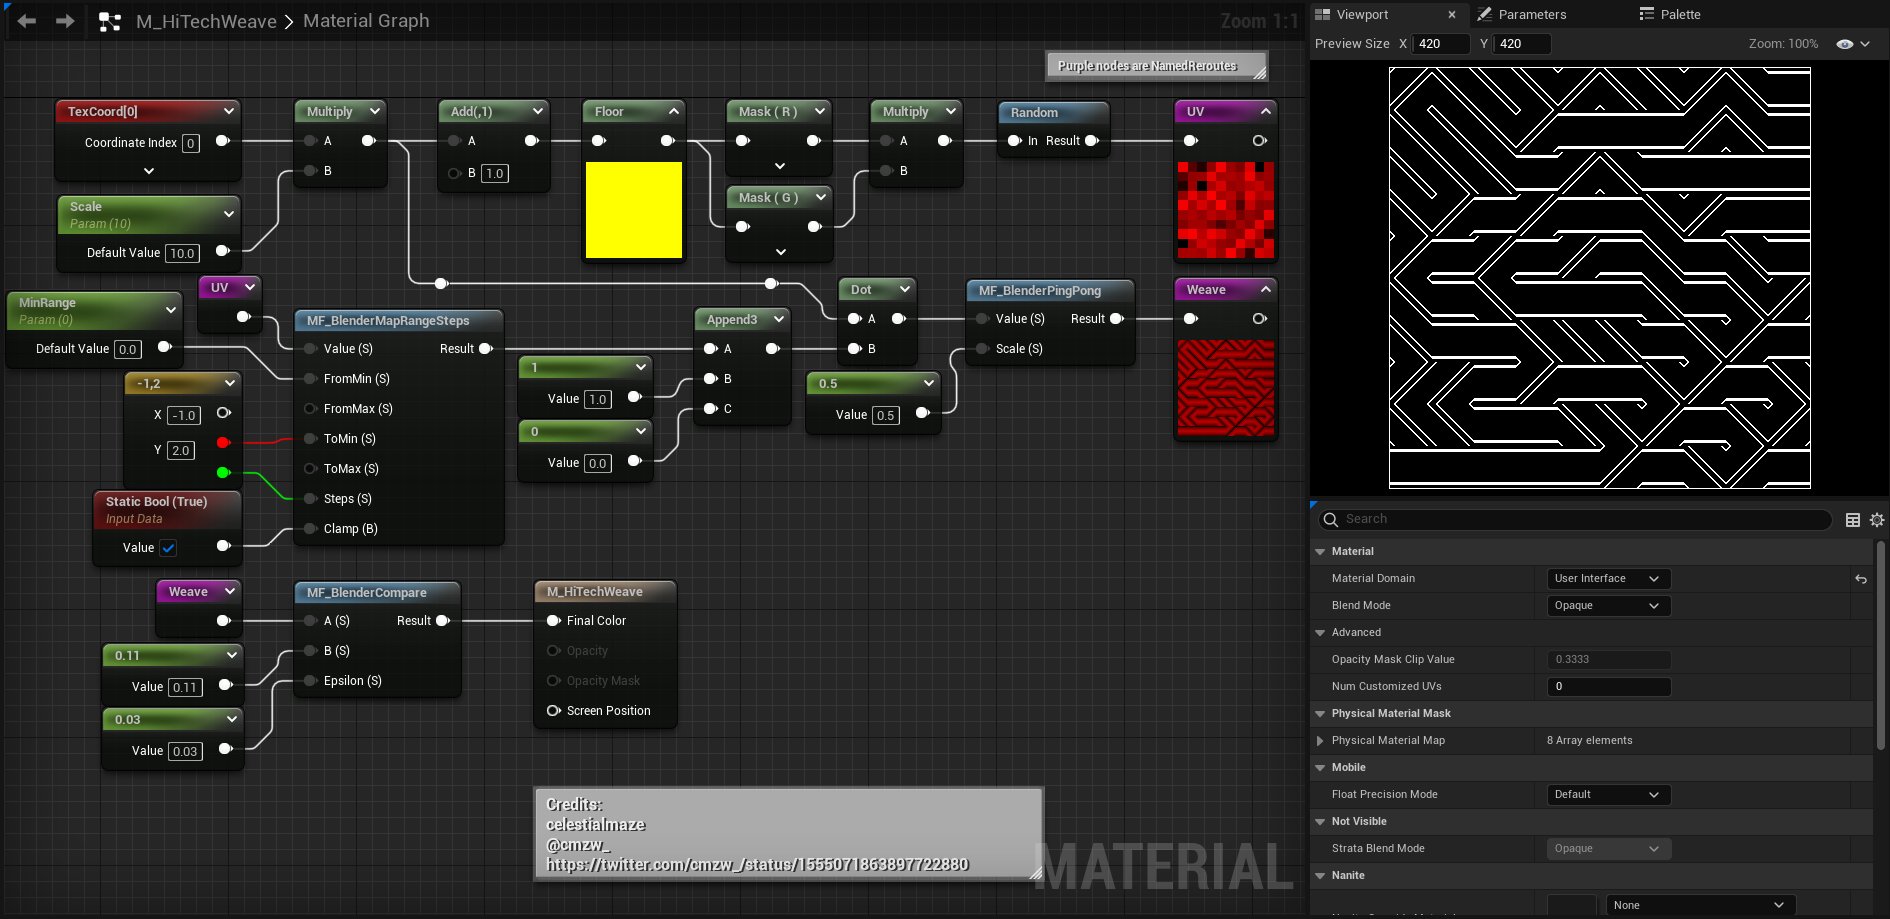 M_HiTechWeave > Material Graph
Zoom 1:1
Purple nodes are NamedReroutes
TexCoord[0]
Coordinate Index 0
Multiply
A
B
Add(,1)
A
B 1.0
Floor
Mask ( R )
Mask ( G )
Multiply
A
B
Random
In Result
UV
Scale
Param (10)
Default Value 10.0
UV
MinRange
Param (0)
Default Value 0.0
MF_BlenderMapRangeSteps
Value (S) Result
FromMin (S)
FromMax (S)
ToMin (S)
ToMax (S)
Steps (S)
Clamp (B)
-1,2
X -1.0
Y 2.0
Static Bool (True)
Input Data
Value
1
Value 1.0
0
Value 0.0
Append3
A
B
C
Dot
A
B
0.5
Value 0.5
MF_BlenderPingPong
Value (S) Result
Scale (S)
Weave
Weave
0.11
Value 0.11
0.03
Value 0.03
MF_BlenderCompare
A (S) Result
B (S)
Epsilon (S)
M_HiTechWeave
Final Color
Opacity
Opacity Mask
Screen Position
Credits:
celestialmaze
@cmzw_
https://twitter.com/cmzw_/status/1555071863897722880
MATERIAL
Viewport
Parameters
Palette
Preview Size X 420 Y 420
Zoom: 100%
Search
Material
Material Domain User Interface
Blend Mode Opaque
Advanced
Opacity Mask Clip Value 0.3333
Num Customized UVs 0
Physical Material Mask
Physical Material Map 8 Array elements
Mobile
Float Precision Mode Default
Not Visible
Strata Blend Mode Opaque
Nanite
None